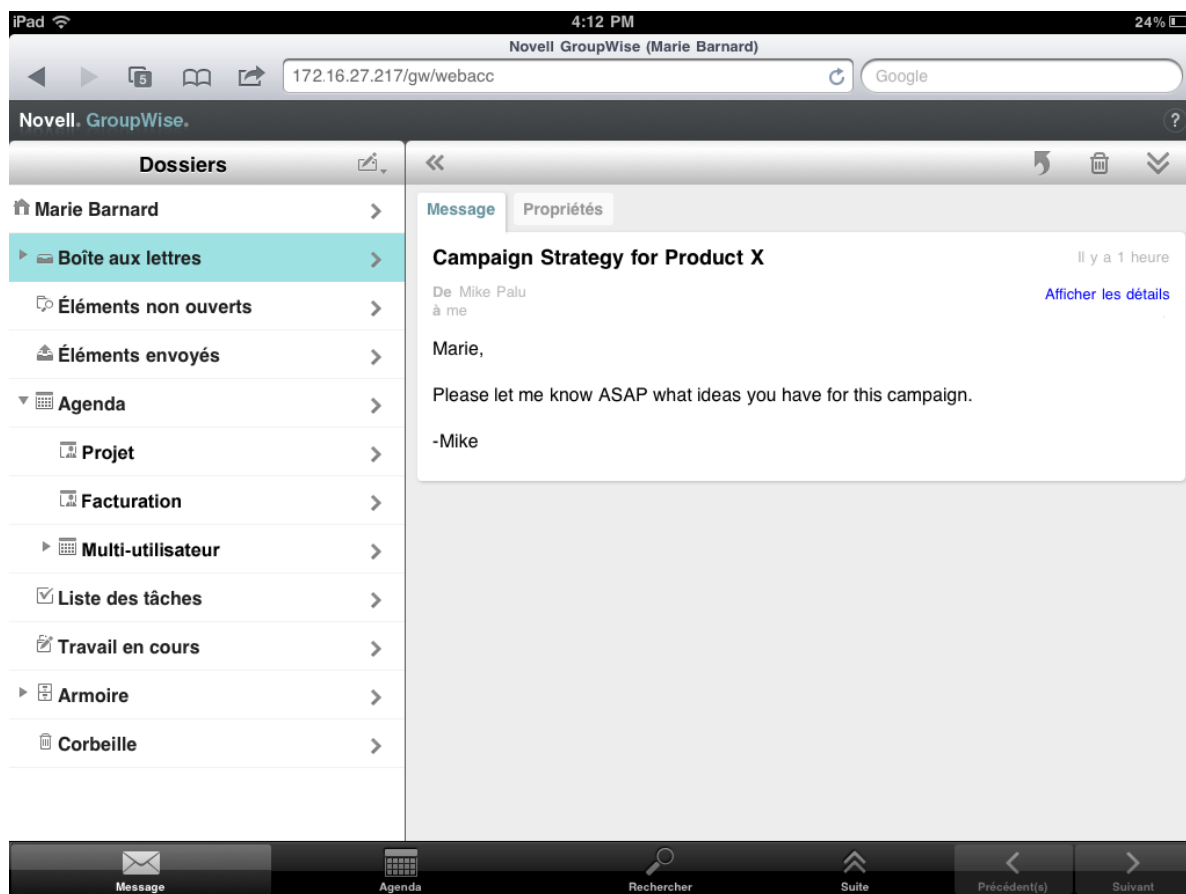 iPad
4:12 PM
24%
Novell GroupWise (Marie Barnard)
5
172.16.27.217/gw/webacc
Google
Novell. GroupWise.
?
Dossiers
Marie Barnard
Boîte aux lettres
Éléments non ouverts
Éléments envoyés
Agenda
Projet
Facturation
Multi-utilisateur
Liste des tâches
Travail en cours
Armoire
Corbeille
Message
Propriétés
Campaign Strategy for Product X
Il y a 1 heure
De Mike Palu
Afficher les détails
à me
Marie,
Please let me know ASAP what ideas you have for this campaign.
-Mike
Message
Agenda
Rechercher
Suite
Précédent(s)
Suivant